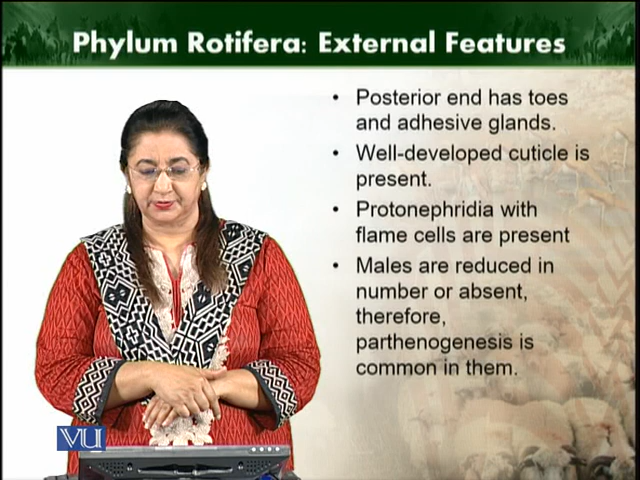 Phylum Rotifera: External Features
• Posterior end has toes
and adhesive glands.
• Well-developed cuticle is
present.
• Protonephridia with
flame cells are present
• Males are reduced in
number or absent,
therefore,
parthenogenesis is
common in them.
VU